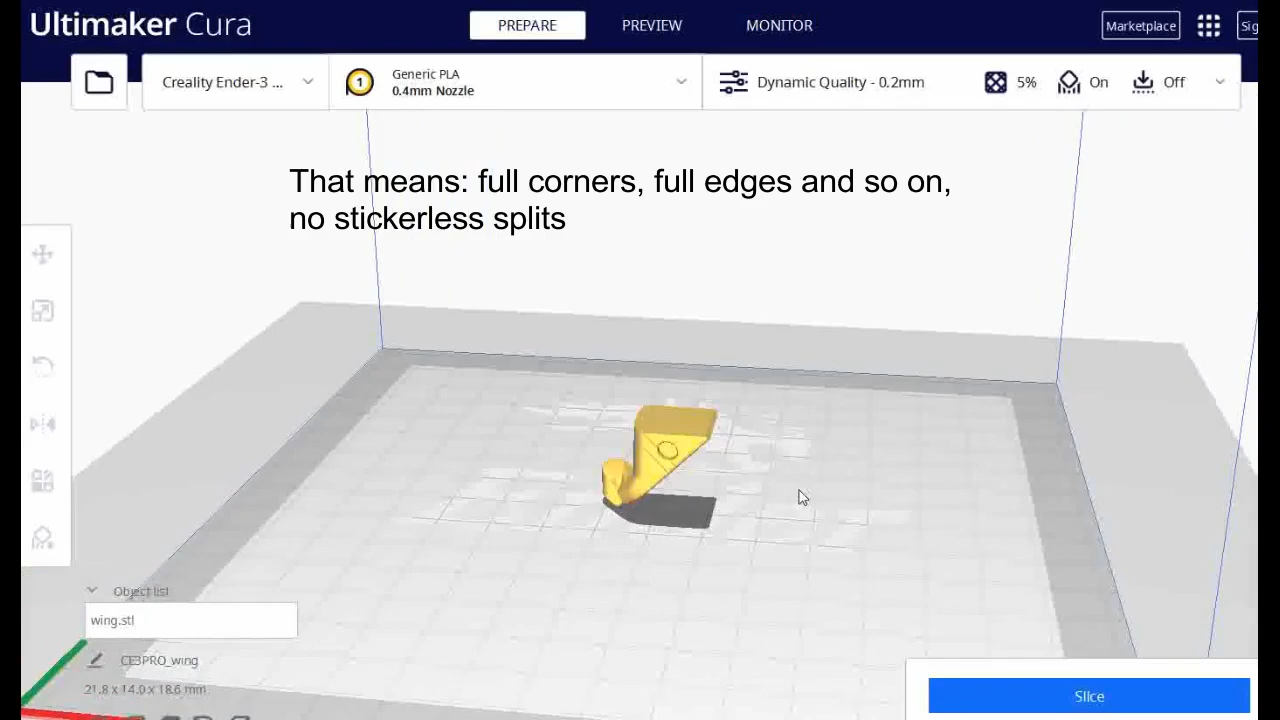 Ultimaker Cura
PREPARE
PREVIEW
MONITOR
Marketplace
Sig
Creality Ender-3 ...
1
Generic PLA
0.4mm Nozzle
Dynamic Quality - 0.2mm
5%
On
Off
That means: full corners, full edges and so on,
no stickerless splits
Object list
wing.stl
CE3PRO_wing
21.8 x 14.0 x 18.6 mm
Slice